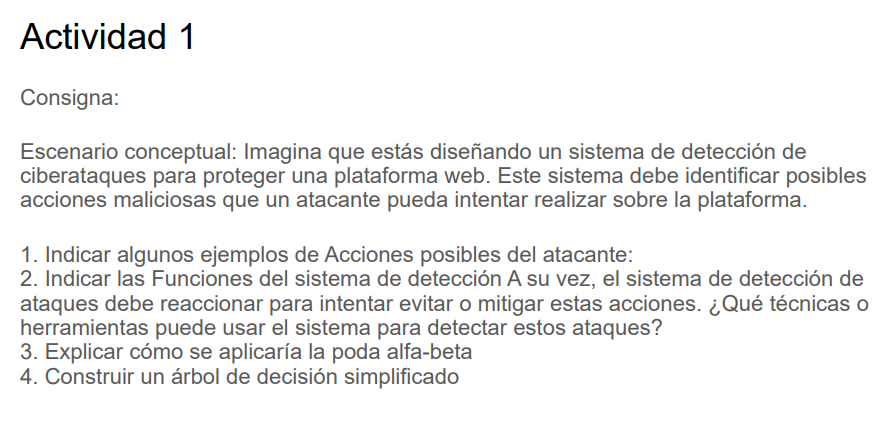 Actividad 1
Consigna:
Escenario conceptual: Imagina que estás diseñando un sistema de detección de
ciberataques para proteger una plataforma web. Este sistema debe identificar posibles
acciones maliciosas que un atacante pueda intentar realizar sobre la plataforma.
1. Indicar algunos ejemplos de Acciones posibles del atacante:
2. Indicar las Funciones del sistema de detección A su vez, el sistema de detección de
ataques debe reaccionar para intentar evitar o mitigar estas acciones. ¿Qué técnicas o
herramientas puede usar el sistema para detectar estos ataques?
3. Explicar cómo se aplicaría la poda alfa-beta
4. Construir un árbol de decisión simplificado